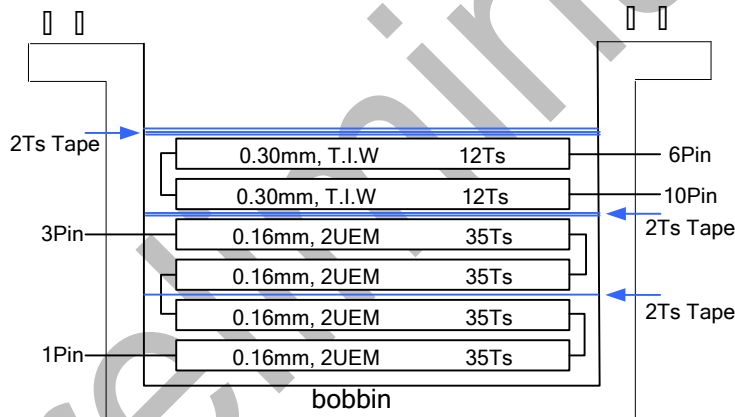 2Ts Tape
0.30mm, T.I.W 12Ts
6Pin
0.30mm, T.I.W 12Ts
10Pin
3Pin
0.16mm, 2UEM 35Ts
2Ts Tape
0.16mm, 2UEM 35Ts
0.16mm, 2UEM 35Ts
2Ts Tape
1Pin
0.16mm, 2UEM 35Ts
bobbin